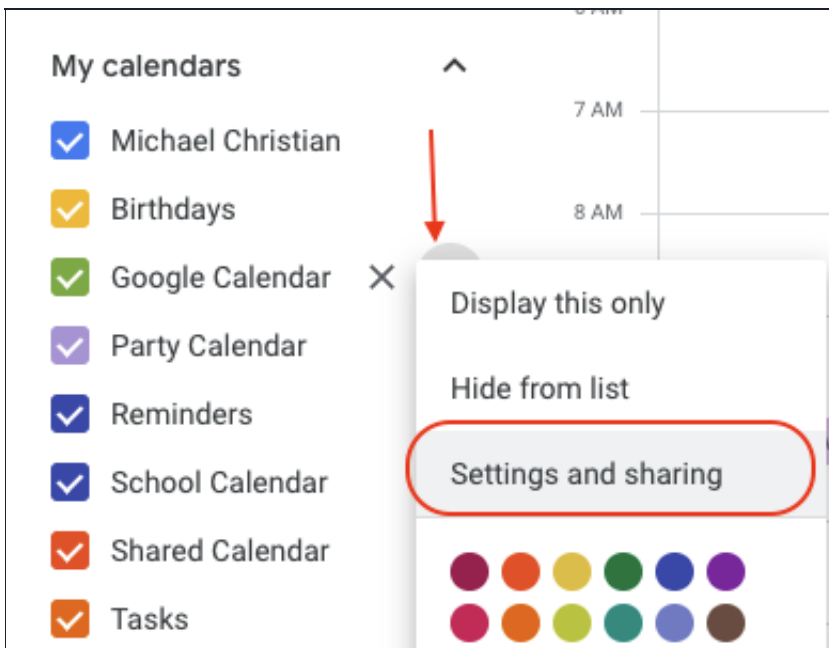 My calendars
Michael Christian
Birthdays
Google Calendar
Party Calendar
Reminders
School Calendar
Shared Calendar
Tasks
7 AM
8 AM
Display this only
Hide from list
Settings and sharing